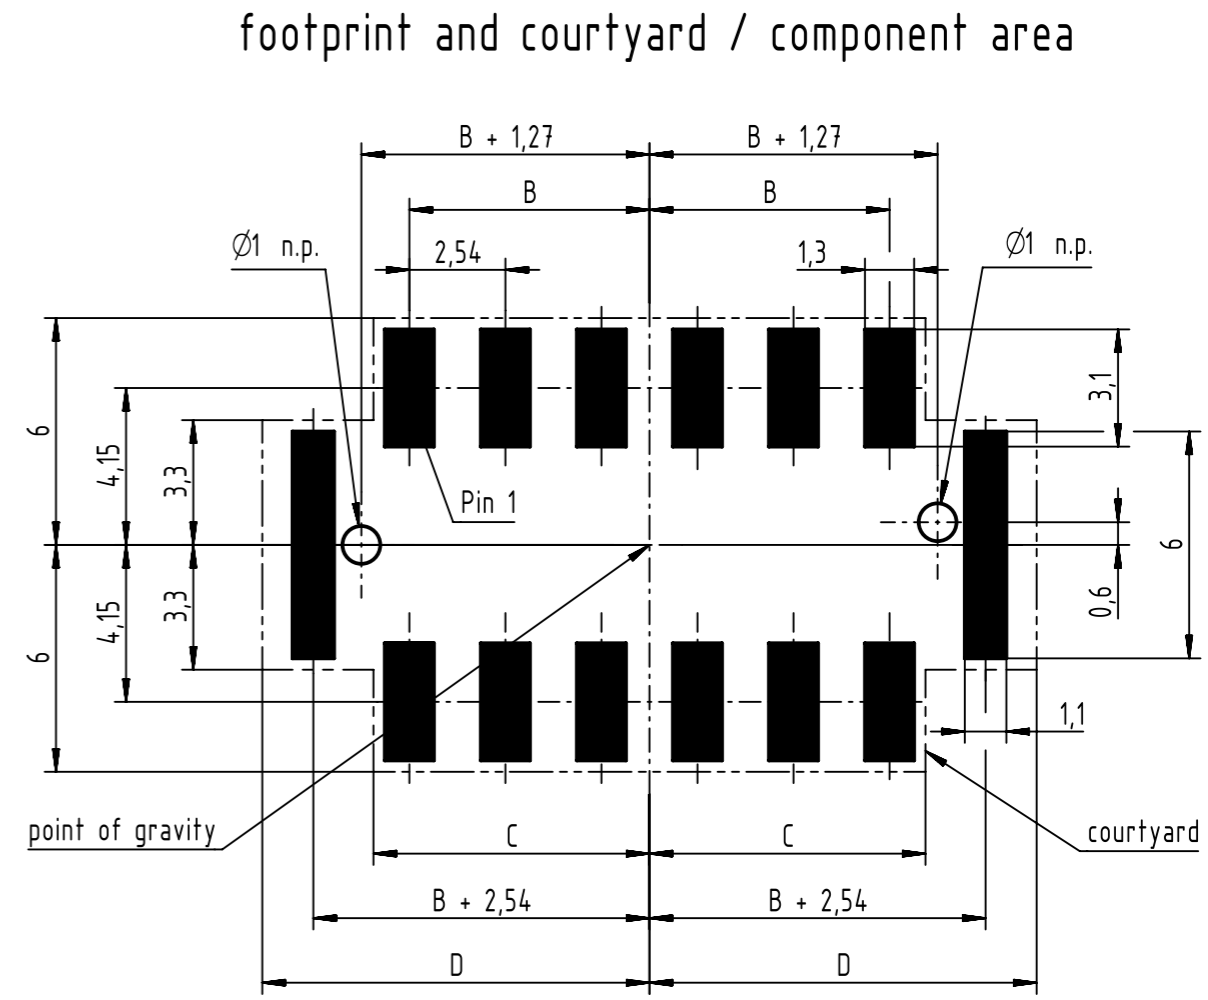 footprint and courtyard / component area
B + 1,27
B + 1,27
B
B
Ø1 n.p.
2,54
1,3
Ø1 n.p.
6
4,15
3,3
3,1
Pin 1
6
4,15
3,3
0,6
6
1,1
point of gravity
C
C
courtyard
B + 2,54
B + 2,54
D
D